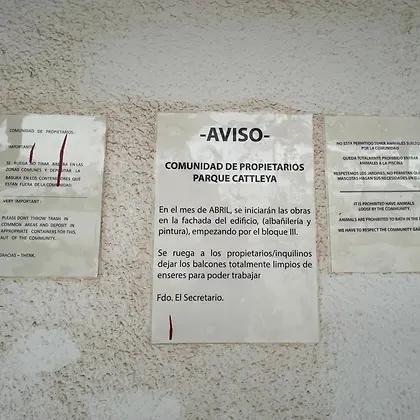 COMUNIDAD DE PROPIETARIOS.
IMPORTANTE:
SE RUEGA NO TIRAR BASURA EN LAS
ZONAS COMUNES Y DEPOSITAR LA
BASURA EN LOS CONTENEDORES QUE
ESTAN FUERA DE LA COMUNIDAD.
VERY IMPORTANT :
PLEASE DON´T THROW TRASH IN
COMMON AREAS AND DEPOSIT IN
APPROPRIATE CONTAINERS FOR THIS,
OUT OF THE COMMUNITY.
GRACIAS – THENK.
-AVISO-
COMUNIDAD DE PROPIETARIOS
PARQUE CATTLEYA
En el mes de ABRIL, se iniciarán las obras
en la fachada del edificio, (albañilería y
pintura), empezando por el bloque III.
Se ruega a los propietarios/inquilinos
dejar los balcones totalmente limpios de
enseres para poder trabajar
Fdo. El Secretario.
NO ESTA PERMITIDO TENER ANIMALES SUELTOS
POR LA COMUNIDAD
QUEDA TOTALMENTE PROHIBIDO ENTRAR
ANIMALES A LA PISCINA
RESPETEMOS LOS JARDINES, NO PERMITAN QUE
MASCOTAS HAGAN SUS NECESIDADES EN
IT IS PROHIBITED HAVE ANIMALS
LOOSE BY THE COMMUNITY.
ANIMALS ARE PROHIBITED TO BATH IN THE
WE HAVE TO RESPECT THE COMMUNITY